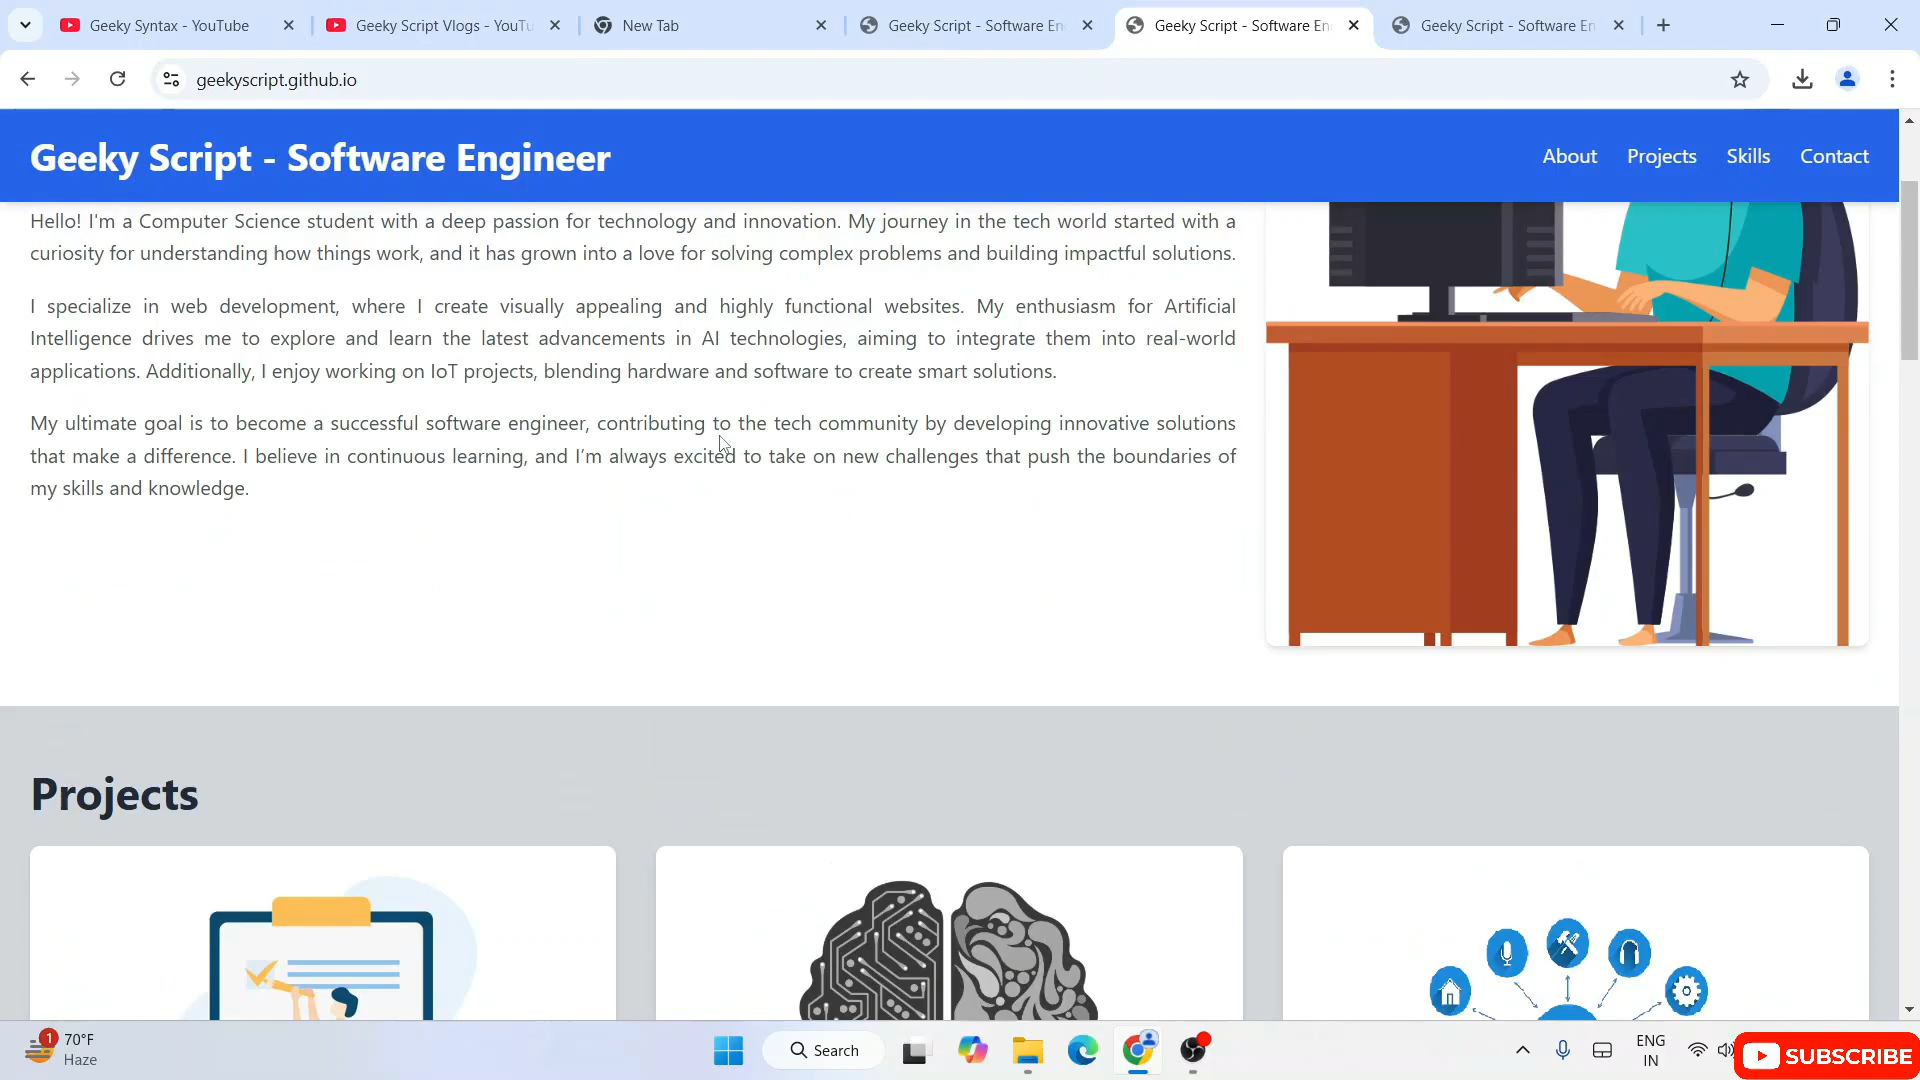 Geeky Syntax - YouTube
Geeky Script Vlogs - YouTu
New Tab
Geeky Script - Software En
Geeky Script - Software En
Geeky Script - Software En
geekyscript.github.io
Geeky Script - Software Engineer
About Projects Skills Contact
Hello! I'm a Computer Science student with a deep passion for technology and innovation. My journey in the tech world started with a
curiosity for understanding how things work, and it has grown into a love for solving complex problems and building impactful solutions.
I specialize in web development, where I create visually appealing and highly functional websites. My enthusiasm for Artificial
Intelligence drives me to explore and learn the latest advancements in AI technologies, aiming to integrate them into real-world
applications. Additionally, I enjoy working on IoT projects, blending hardware and software to create smart solutions.
My ultimate goal is to become a successful software engineer, contributing to the tech community by developing innovative solutions
that make a difference. I believe in continuous learning, and I’m always excited to take on new challenges that push the boundaries of
my skills and knowledge.
Projects
1
70°F
Haze
Search
ENG
IN
SUBSCRIBE